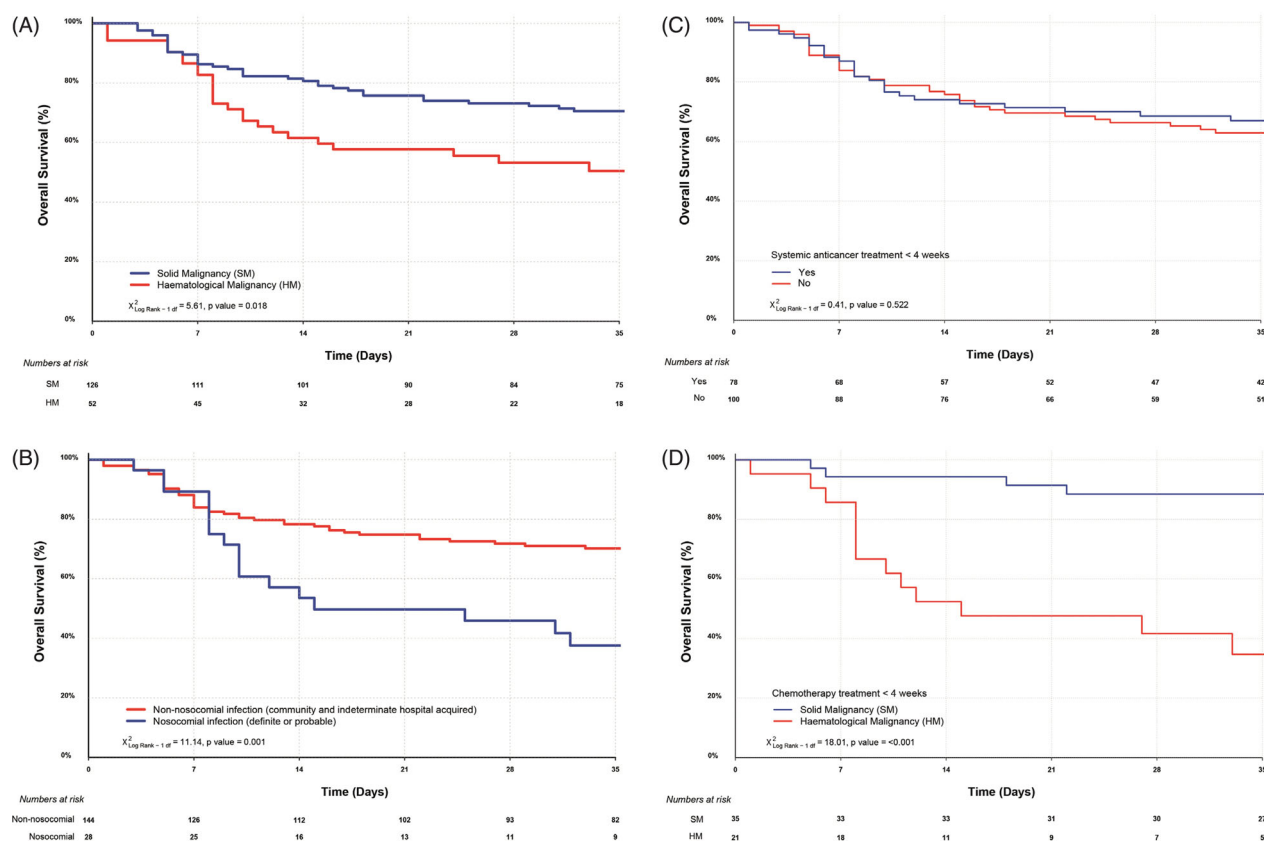 (A)
100%
80%
60%
40%
20%
0%
Overall Survival (%)
Solid Malignancy (SM)
Haematological Malignancy (HM)
X²Log Rank – 1 df = 5.61, p value = 0.018
0 7 14 21 28 35
Time (Days)
Numbers at risk
SM 126 111 101 90 84 75
HM 52 45 32 28 22 18
(C)
100%
80%
60%
40%
20%
0%
Overall Survival (%)
Systemic anticancer treatment < 4 weeks
Yes
No
X²Log Rank – 1 df = 0.41, p value = 0.522
0 7 14 21 28 35
Time (Days)
Numbers at risk
Yes 78 68 57 52 47 42
No 100 88 76 66 59 51
(B)
100%
80%
60%
40%
20%
0%
Overall Survival (%)
Non-nosocomial infection (community and indeterminate hospital acquired)
Nosocomial infection (definite or probable)
X²Log Rank – 1 df = 11.14, p value = 0.001
0 7 14 21 28 35
Time (Days)
Numbers at risk
Non-nosocomial 144 126 112 102 93 82
Nosocomial 28 25 16 13 11 9
(D)
100%
80%
60%
40%
20%
0%
Overall Survival (%)
Chemotherapy treatment < 4 weeks
Solid Malignancy (SM)
Haematological Malignancy (HM)
X²Log Rank – 1 df = 18.01, p value = <0.001
0 7 14 21 28 35
Time (Days)
Numbers at risk
SM 35 33 33 31 30 27
HM 21 18 11 9 7 5